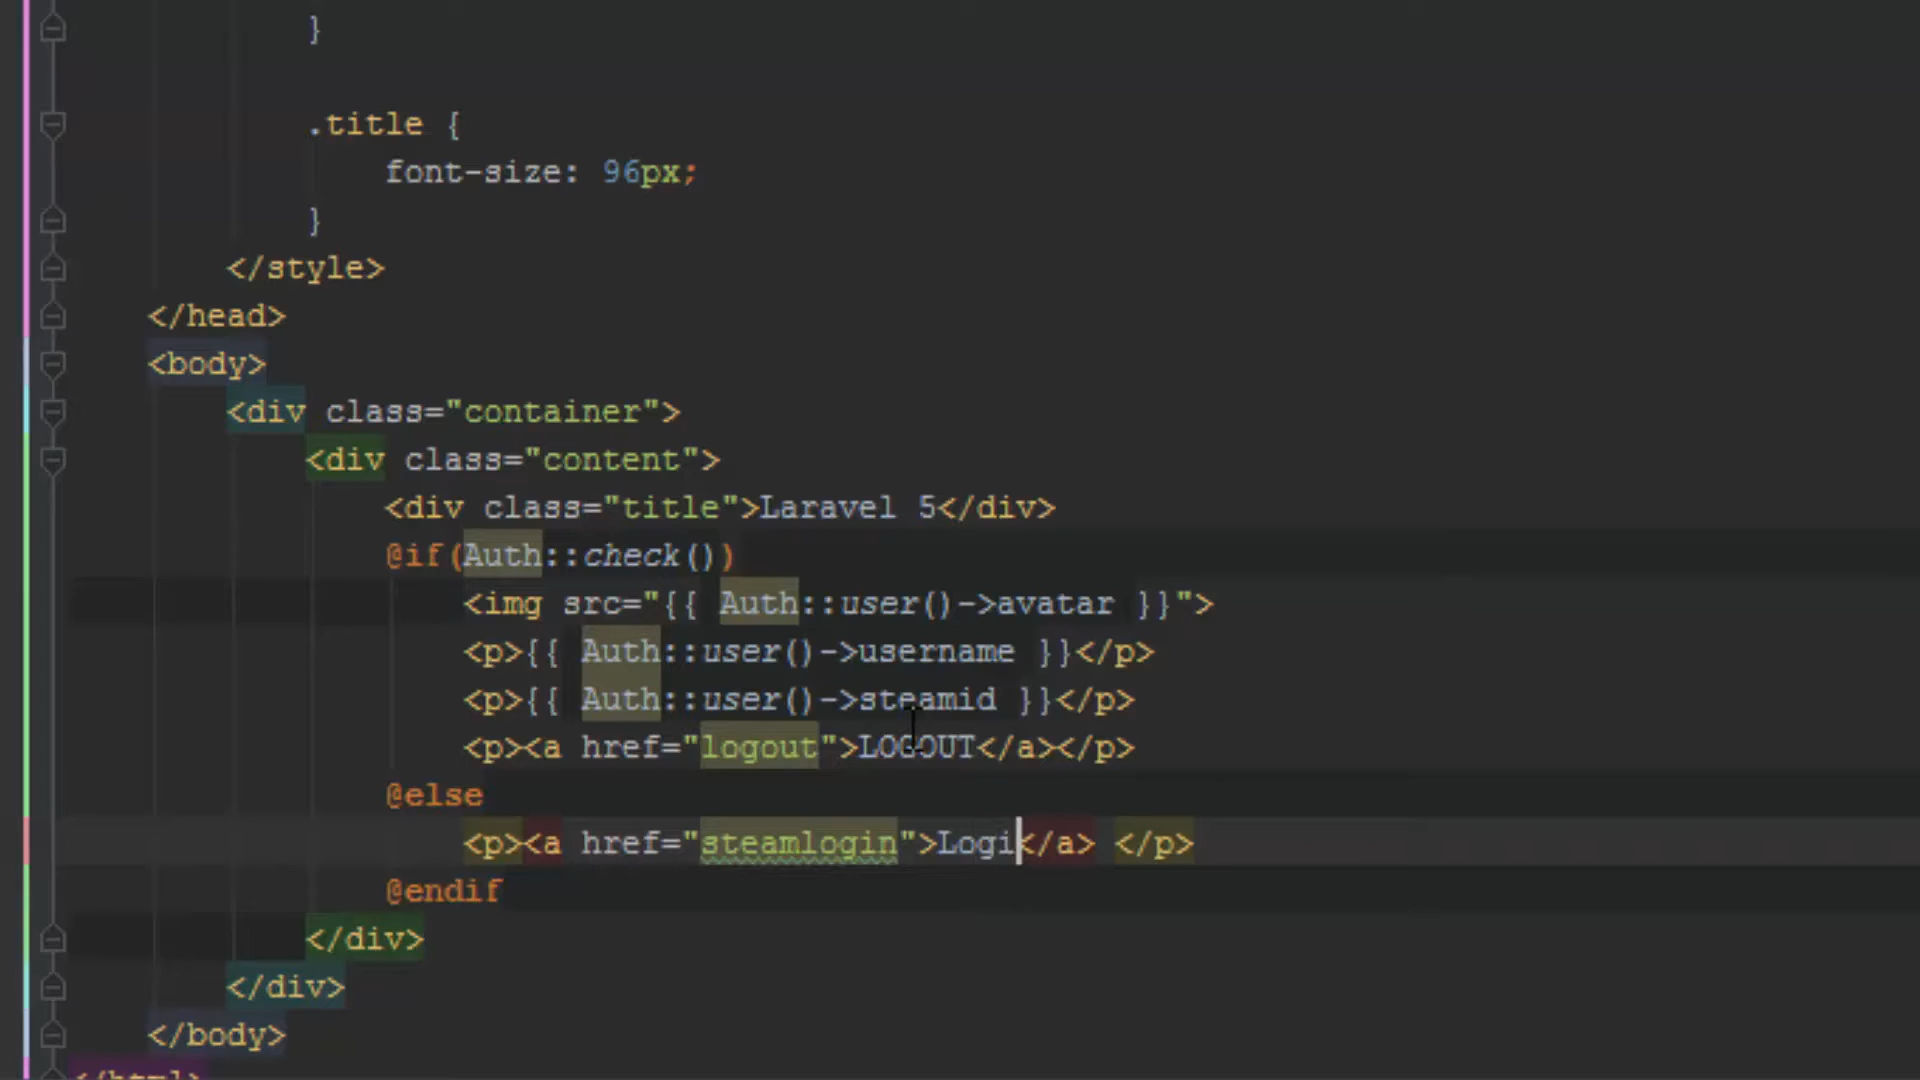 }
.title {
font-size: 96px;
}
</style>
</head>
<body>
<div class="container">
<div class="content">
<div class="title">Laravel 5</div>
@if(Auth::check())
<img src="{{ Auth::user()->avatar }}">
<p>{{ Auth::user()->username }}</p>
<p>{{ Auth::user()->steamid }}</p>
<p><a href="logout">LOGOUT</a></p>
@else
<p><a href="steamlogin">Logi</a> </p>
@endif
</div>
</div>
</body>
</html>